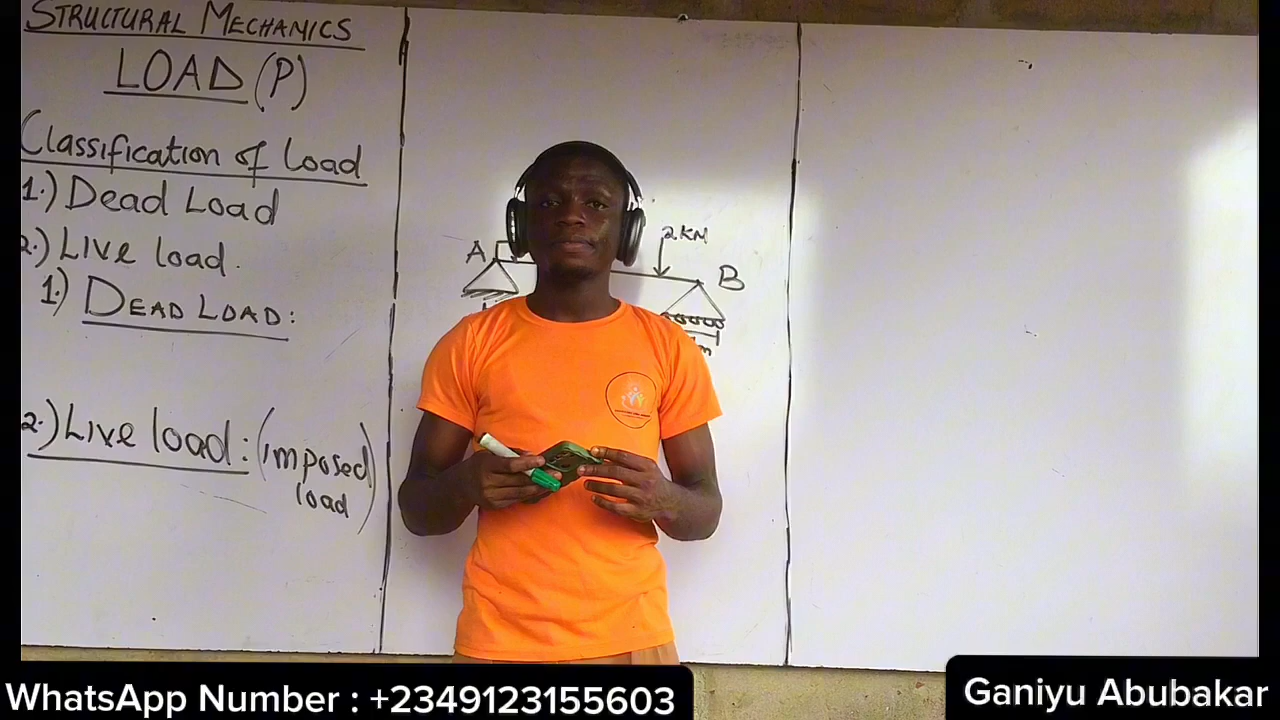 STRUCTURAL MECHANICS
LOAD (P)
Classification of load
1.) Dead Load
2.) Live load.
1.) DEAD LOAD:
2.) Live load: (imposed
load)
A
2KM
B
m
WhatsApp Number : +2349123155603
Ganiyu Abubakar